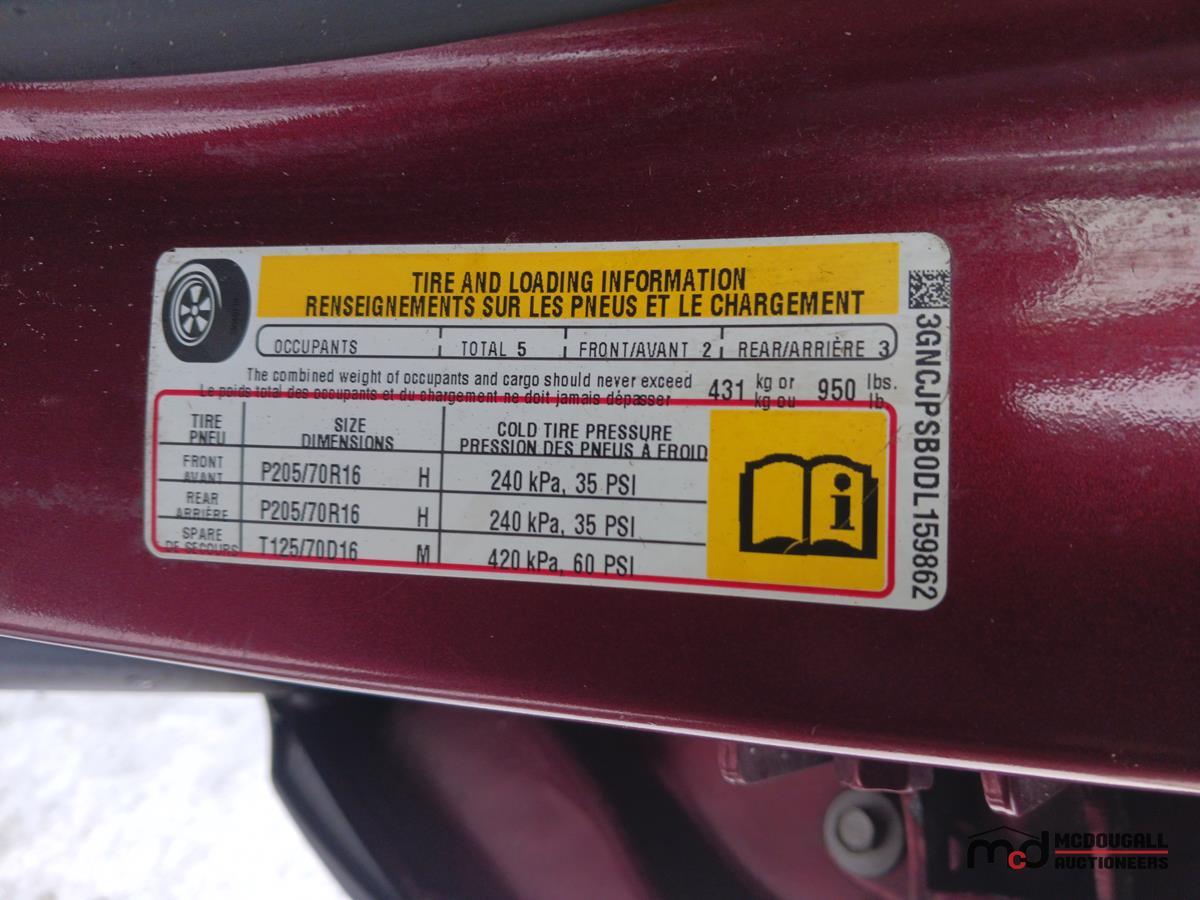 TIRE AND LOADING INFORMATION
RENSEIGNEMENTS SUR LES PNEUS ET LE CHARGEMENT
OCCUPANTS TOTAL 5 FRONT/AVANT 2 REAR/ARRIÈRE 3
The combined weight of occupants and cargo should never exceed 431 kg or 950 lbs.
Le poids total des occupants et du chargement ne doit jamais dépasser kg ou lb.
TIRE SIZE COLD TIRE PRESSURE
PNEU DIMENSIONS PRESSION DES PNEUS À FROID
FRONT
AVANT P205/70R16 H 240 kPa, 35 PSI
REAR
ARRIÈRE P205/70R16 H 240 kPa, 35 PSI
SPARE
DE SECOURS T125/70D16 M 420 kPa, 60 PSI
i
3GNCJPSB0DL159862
mcd MCDOUGALL
AUCTIONEERS